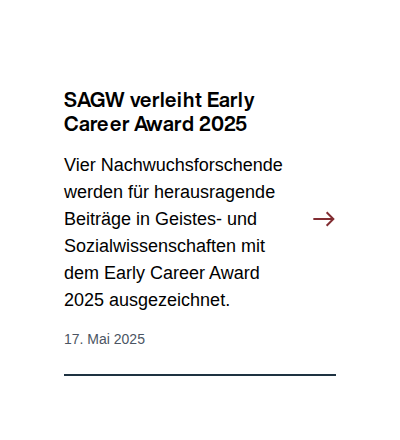 SAGW verleiht Early
Career Award 2025
Vier Nachwuchsforschende
werden für herausragende
Beiträge in Geistes- und
Sozialwissenschaften mit
dem Early Career Award
2025 ausgezeichnet.
17. Mai 2025